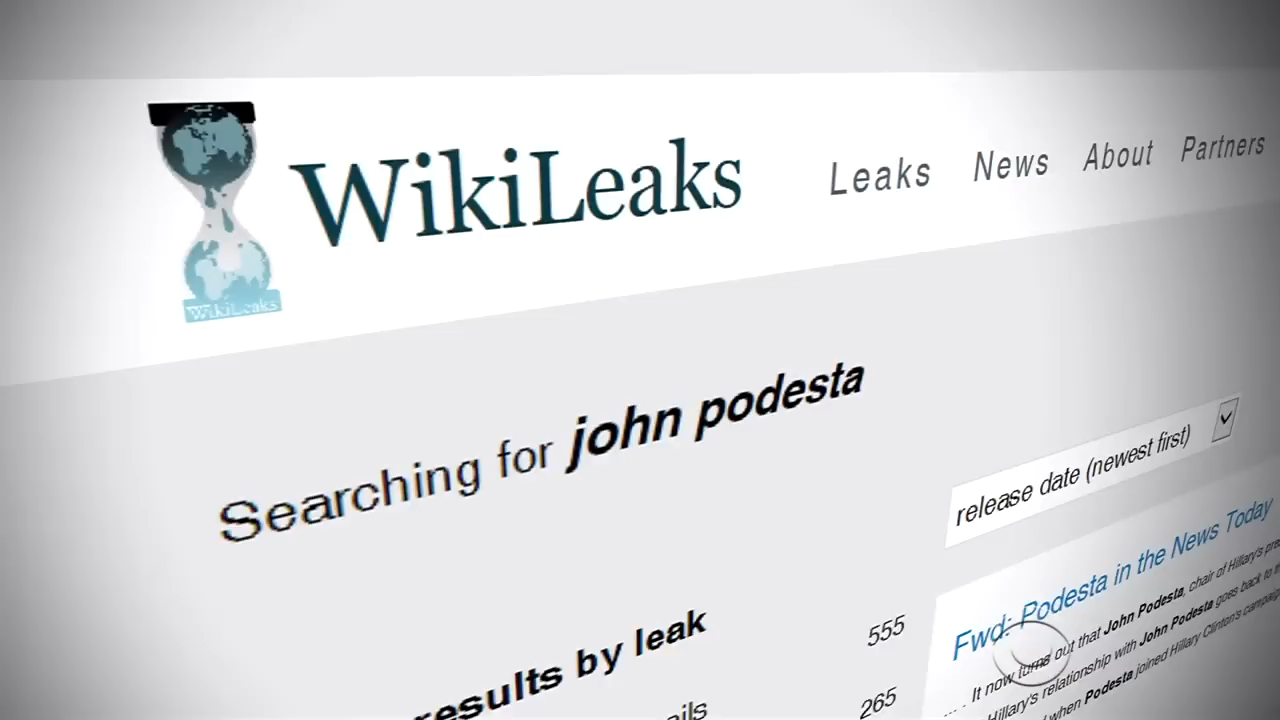 WikiLeaks
WikiLeaks
Leaks News About Partners
Searching for john podesta
release date (newest first)
results by leak
555
265
Fwd: Podesta in the News Today
It now turns out that John Podesta, chair of Hillary's
Hillary's relationship with John Podesta goes back to
when Podesta joined Hillary Clinton's